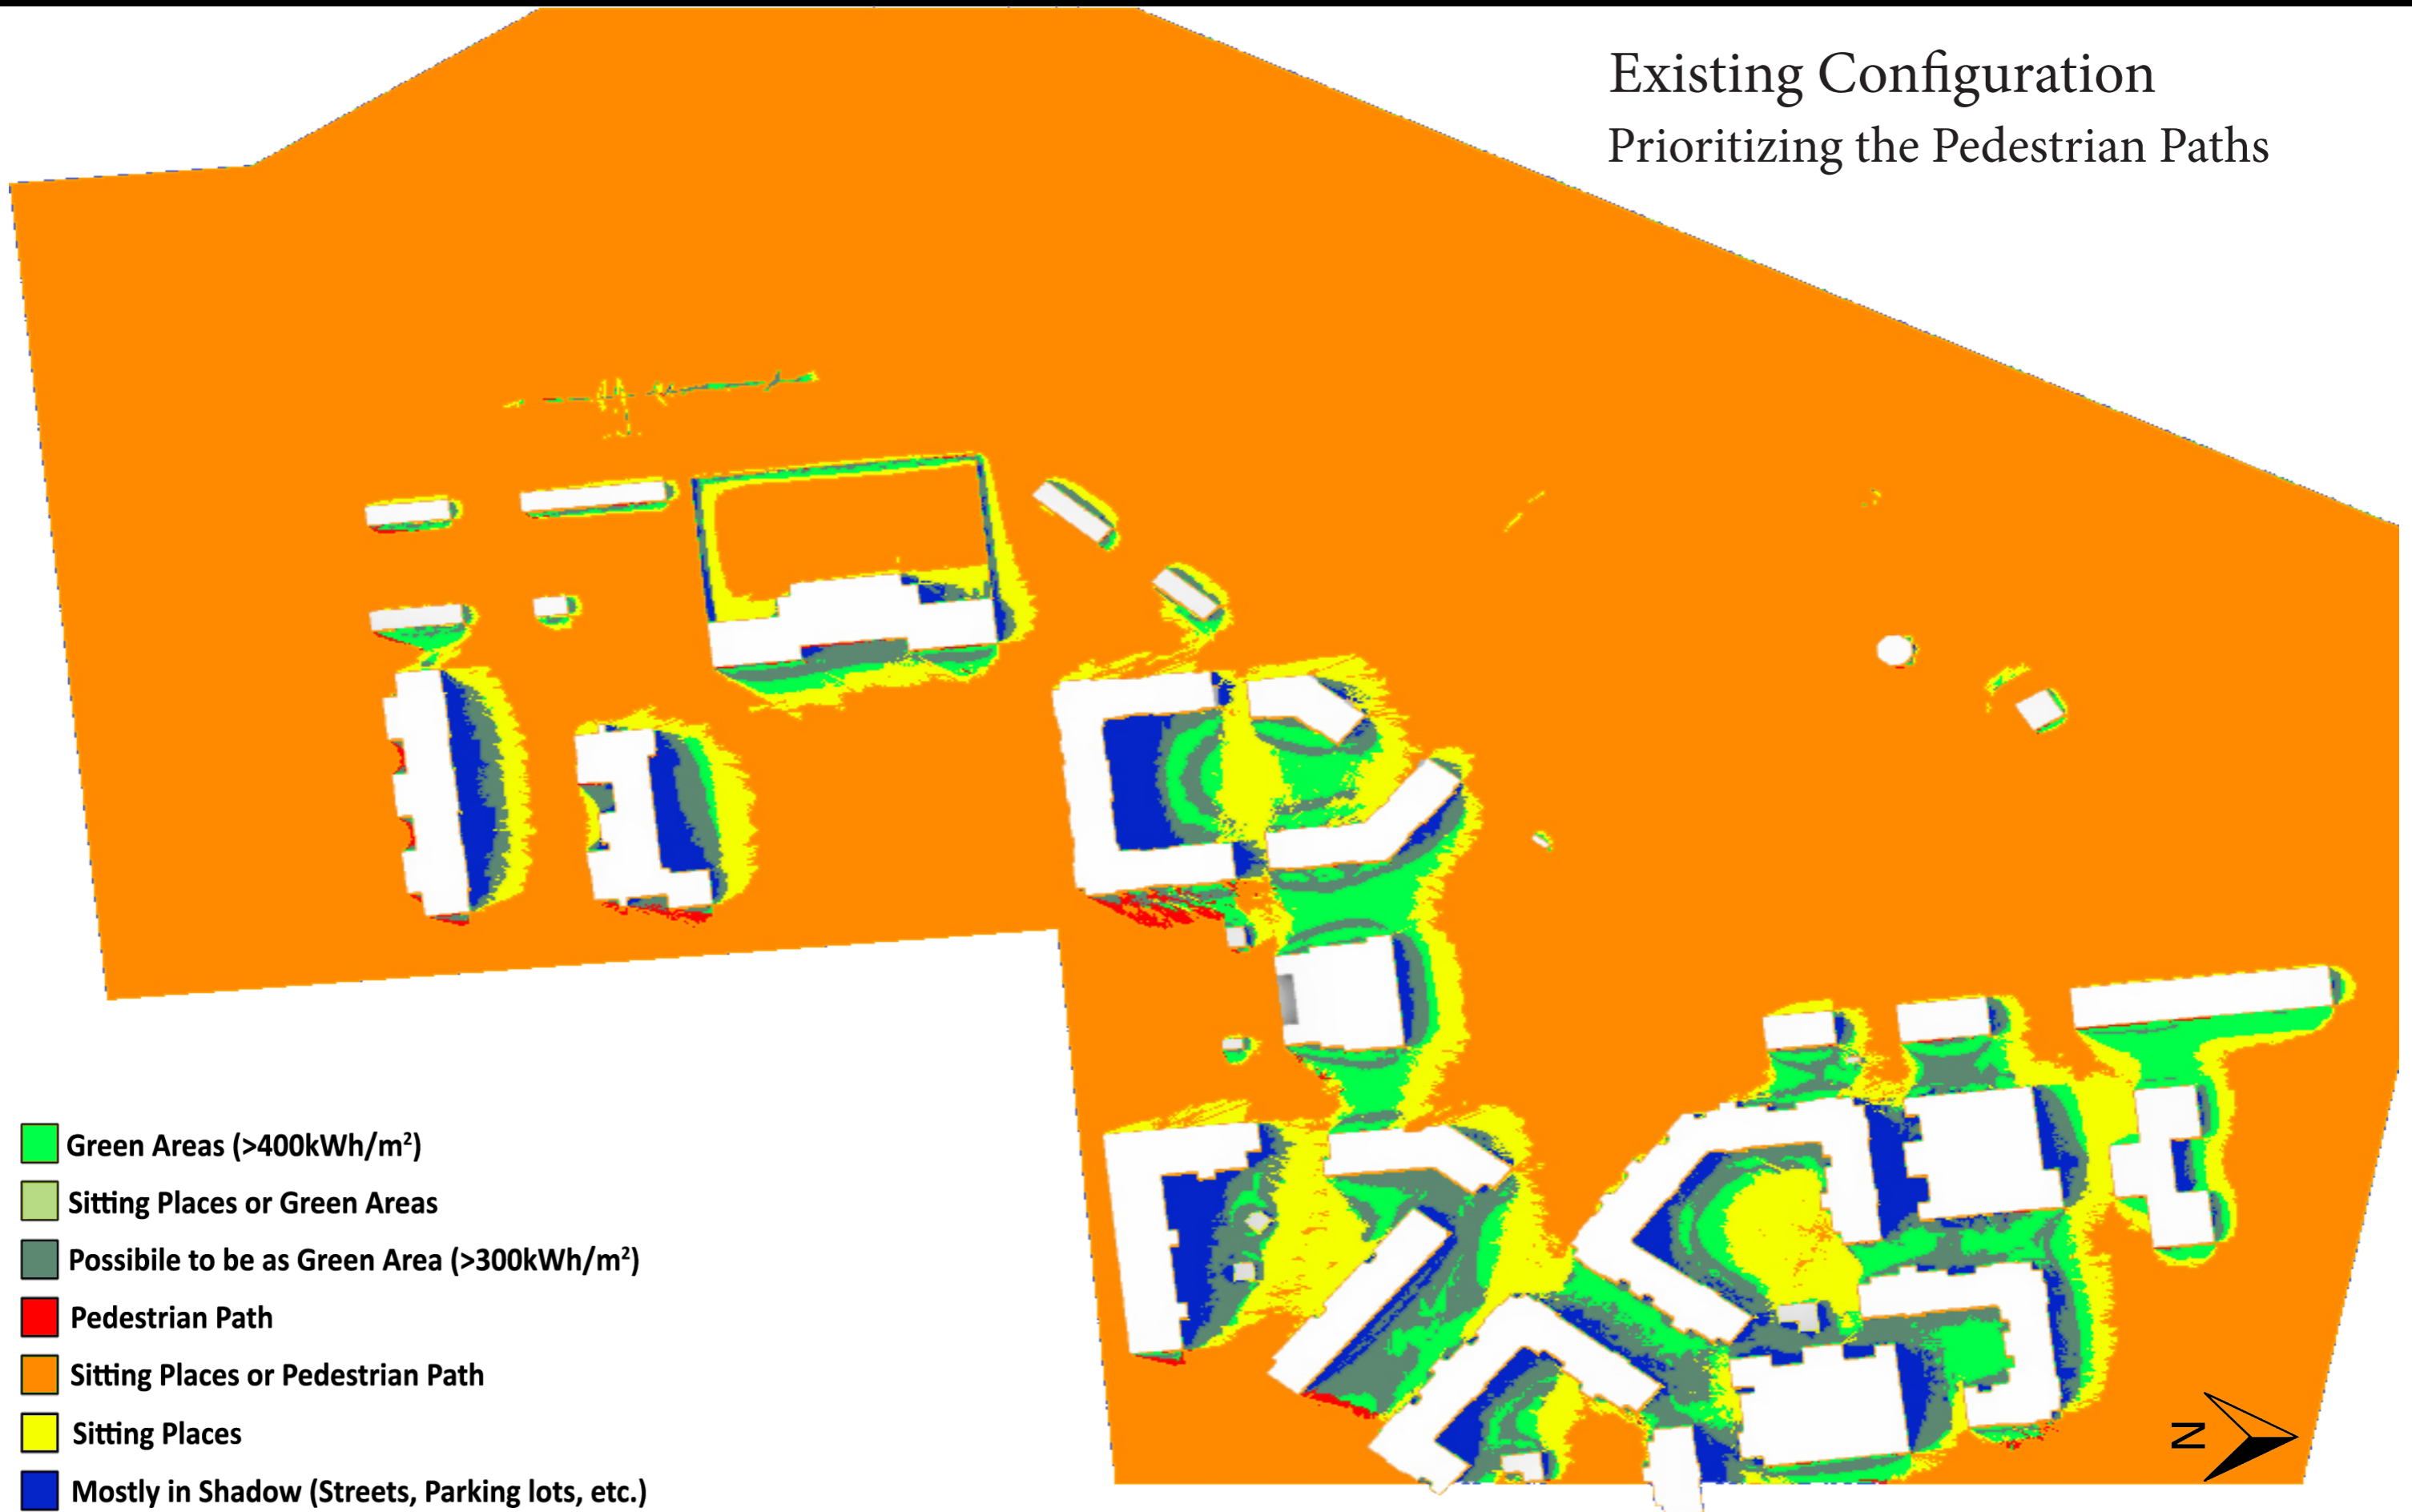 Existing Configuration
Prioritizing the Pedestrian Paths
Green Areas (>400kWh/m²)
Sitting Places or Green Areas
Possibile to be as Green Area (>300kWh/m²)
Pedestrian Path
Sitting Places or Pedestrian Path
Sitting Places
Mostly in Shadow (Streets, Parking lots, etc.)
N